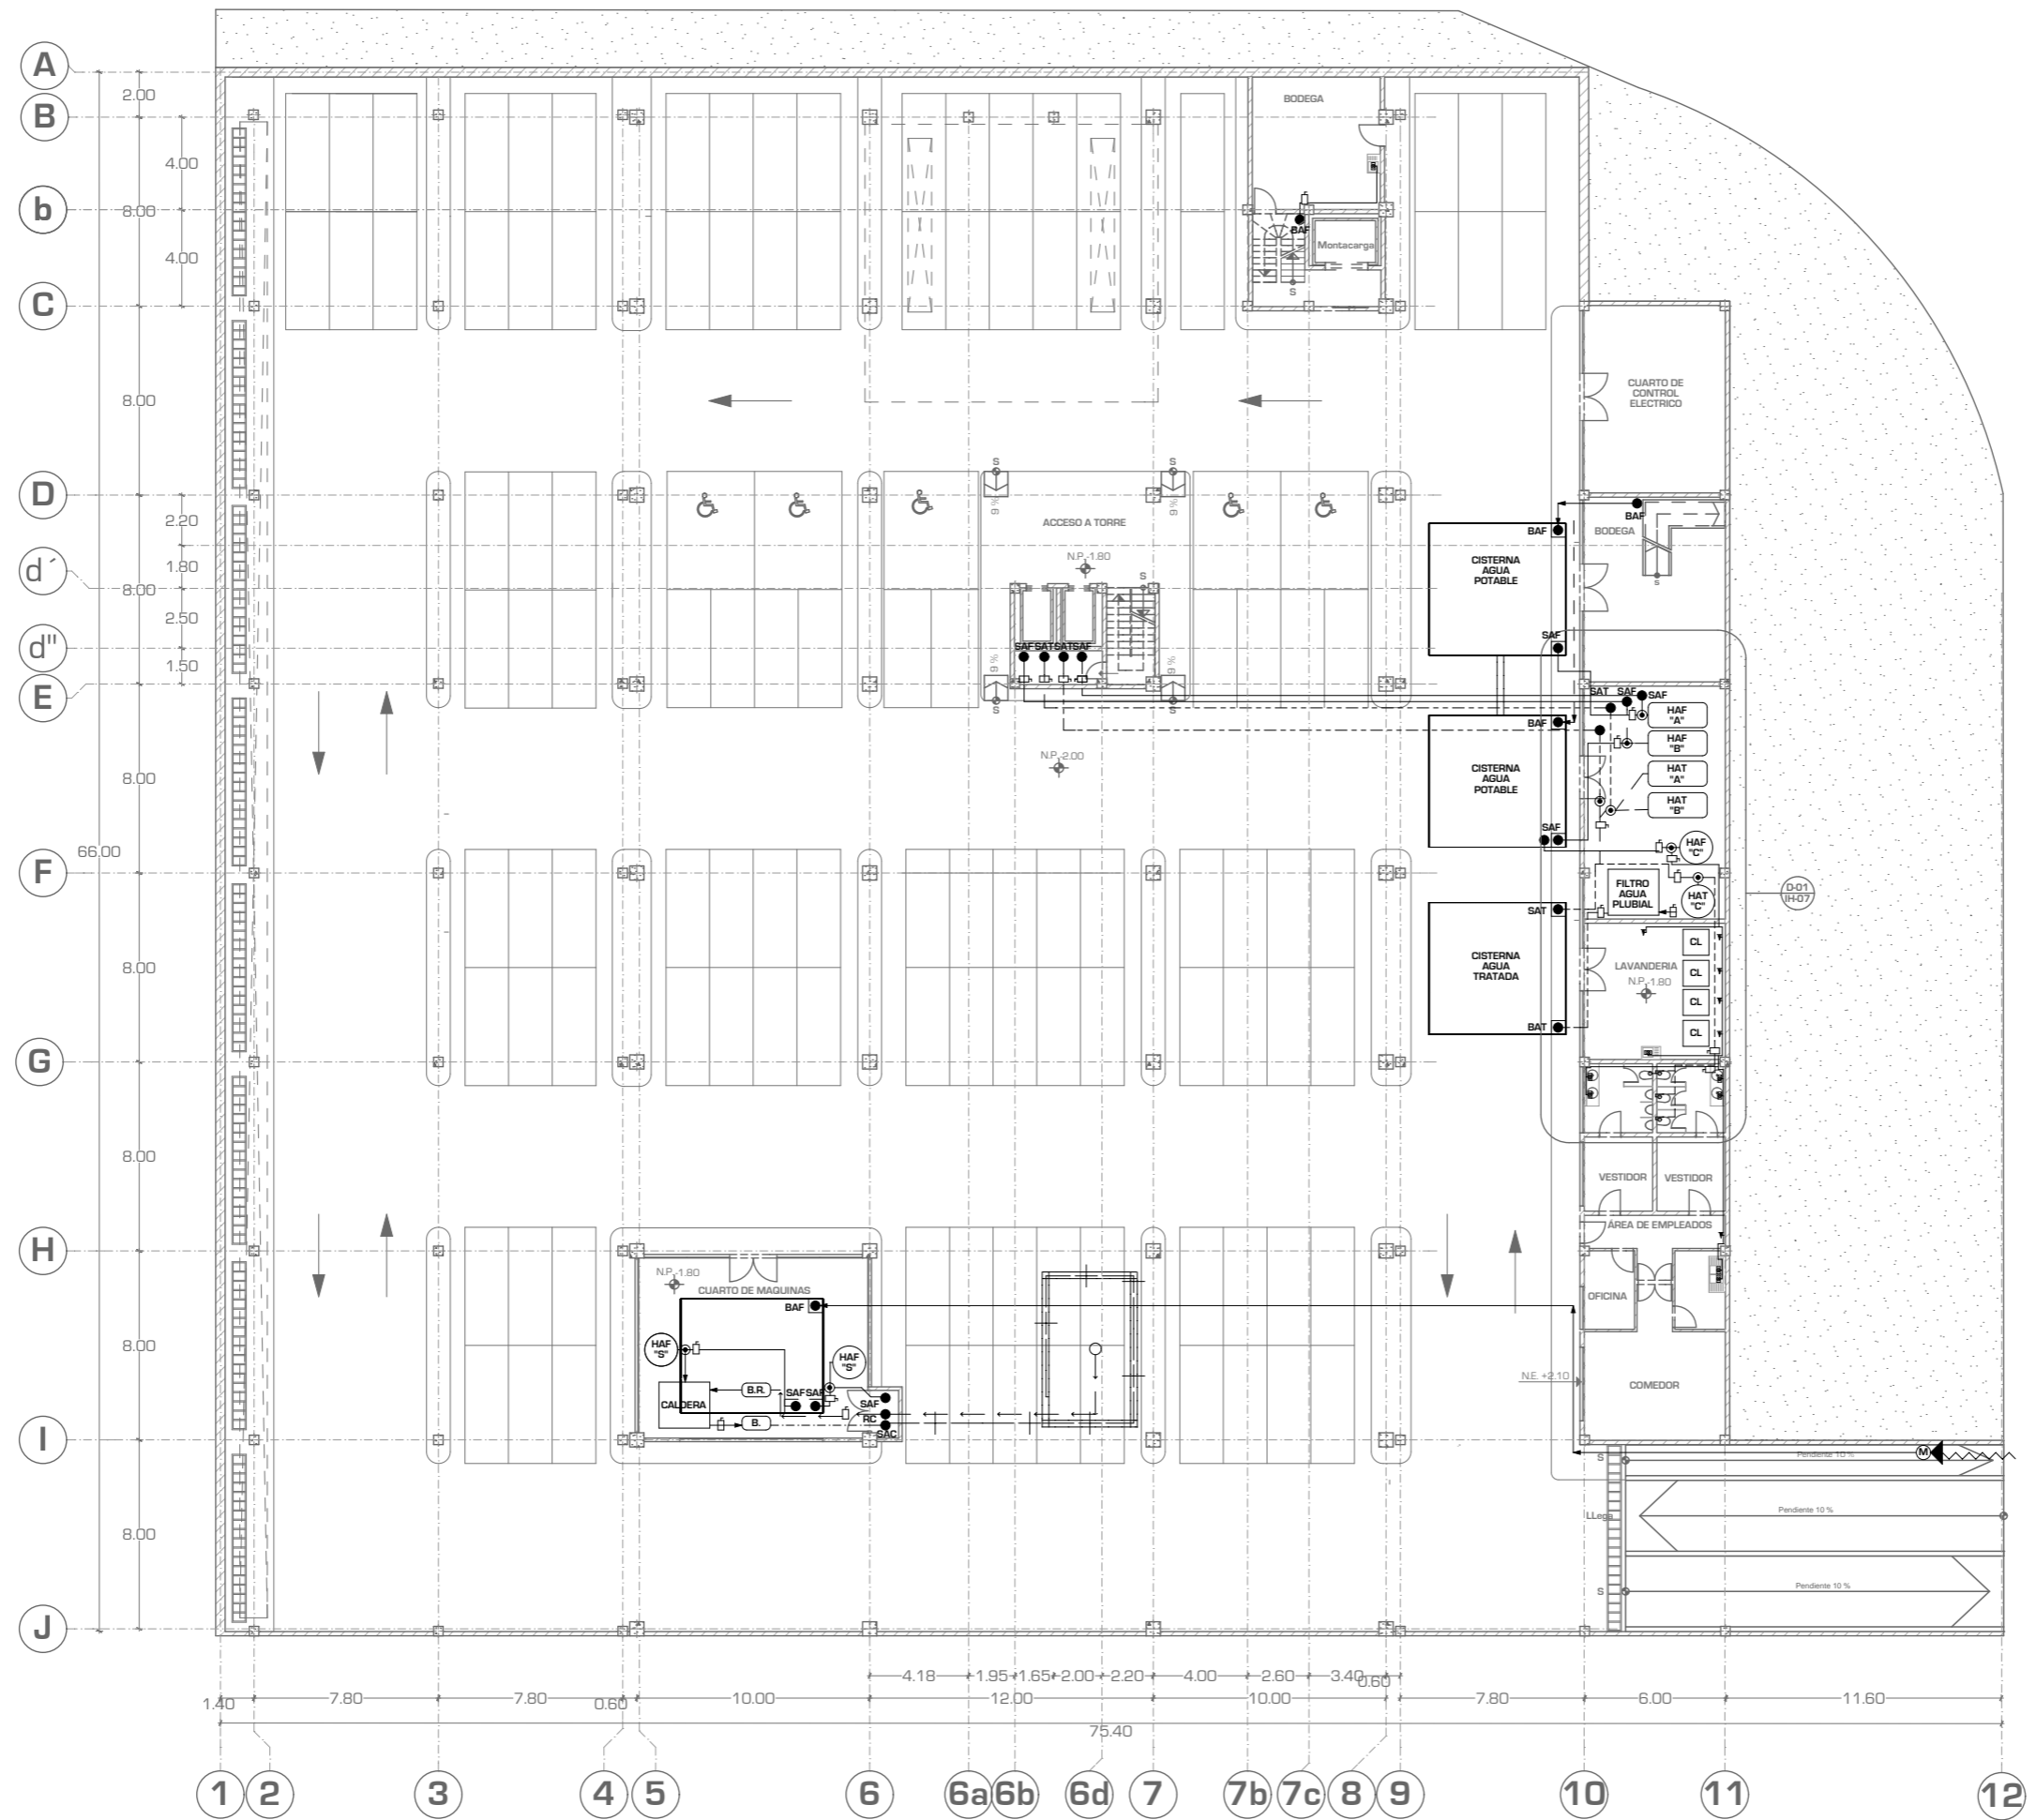 A
2.00
B
BODEGA
4.00
b
8.00
BAF
Montacarga
4.00
S
C
CUARTO DE
CONTROL
ELECTRICO
8.00
D
S
S
6 %
6 %
ACCESO A TORRE
2.20
BAF
BAF
BODEGA
N.P.-1.80
CISTERNA
AGUA
POTABLE
1.80
d´
8.00
S
S
2.50
SAF
d"
SAF SAT SAT SAF
1.50
6 %
6 %
E
S
S
SAT SAF SAF
HAF
"A"
BAF
HAF
"B"
N.P.-2.00
8.00
CISTERNA
AGUA
POTABLE
HAT
"A"
HAT
"B"
SAF
66.00
HAF
"C"
F
FILTRO
AGUA
PLUBIAL
HAT
"C"
D-01
IH-07
SAT
CL
8.00
CISTERNA
AGUA
TRATADA
LAVANDERIA
N.P.-1.80
CL
CL
BAT
CL
G
8.00
VESTIDOR
VESTIDOR
ÁREA DE EMPLEADOS
H
N.P.-1.80
CUARTO DE MAQUINAS
BAF
OFICINA
8.00
HAF
"S"
HAF
"S"
N.E. +2.10
COMEDOR
B.R.
SAF SAF
SAF
CALDERA
RC
B.
SAC
I
M
S
Pendiente 10 %
Pendiente 10 %
LLega
8.00
S
Pendiente 10 %
J
4.18
1.95
1.65
2.00
2.20
4.00
2.60
3.40
0.60
1.40
7.80
7.80
0.60
10.00
12.00
10.00
7.80
6.00
11.60
75.40
1
2
3
4
5
6
6a
6b
6d
7
7b
7c
8
9
10
11
12